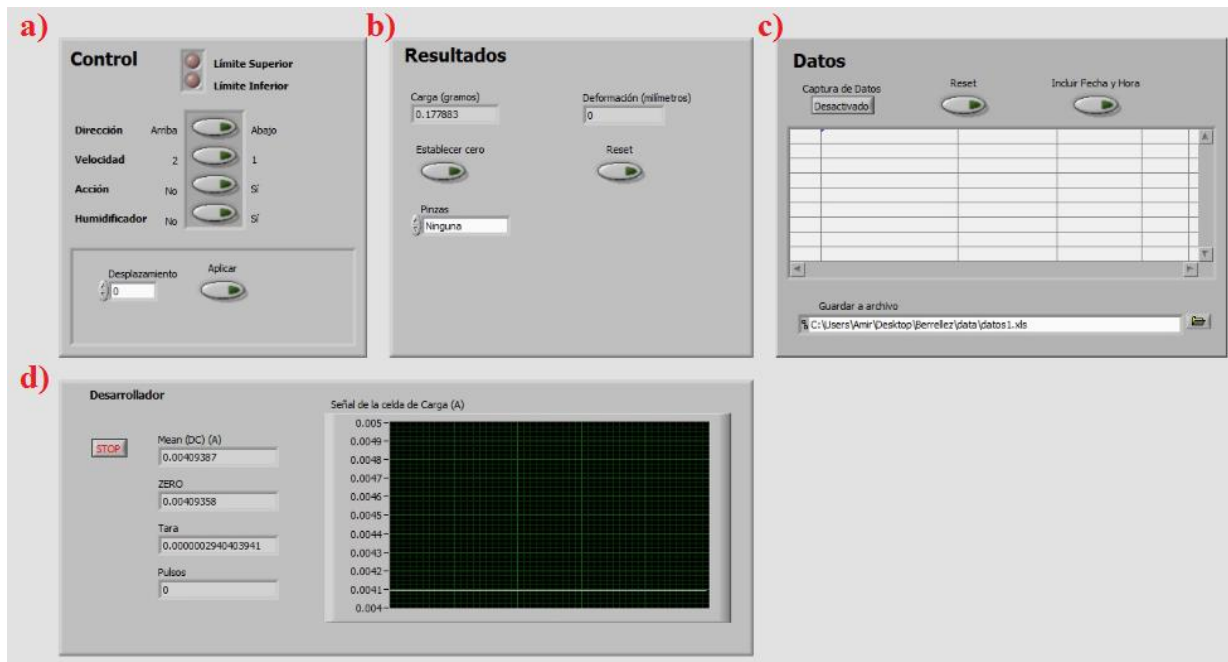 a)
Control
Límite Superior
Límite Inferior
Dirección Arriba Abajo
Velocidad 2 1
Acción No Sí
Humidificador No Sí
Desplazamiento Aplicar
0
b)
Resultados
Carga (gramos) Deformación (milímetros)
0.177883 0
Establecer cero Reset
Pinzas
Ninguna
c)
Datos
Captura de Datos Reset Incluir Fecha y Hora
Desactivado
Guardar a archivo
C:\Users\Amir\Desktop\Berrellez\data\datos1.xls
d)
Desarrollador
STOP
Mean (DC) (A)
0.00409387
ZERO
0.00409358
Tara
0.0000002940403941
Pulsos
0
Señal de la celda de Carga (A)
0.005
0.0049
0.0048
0.0047
0.0046
0.0045
0.0044
0.0043
0.0042
0.0041
0.004